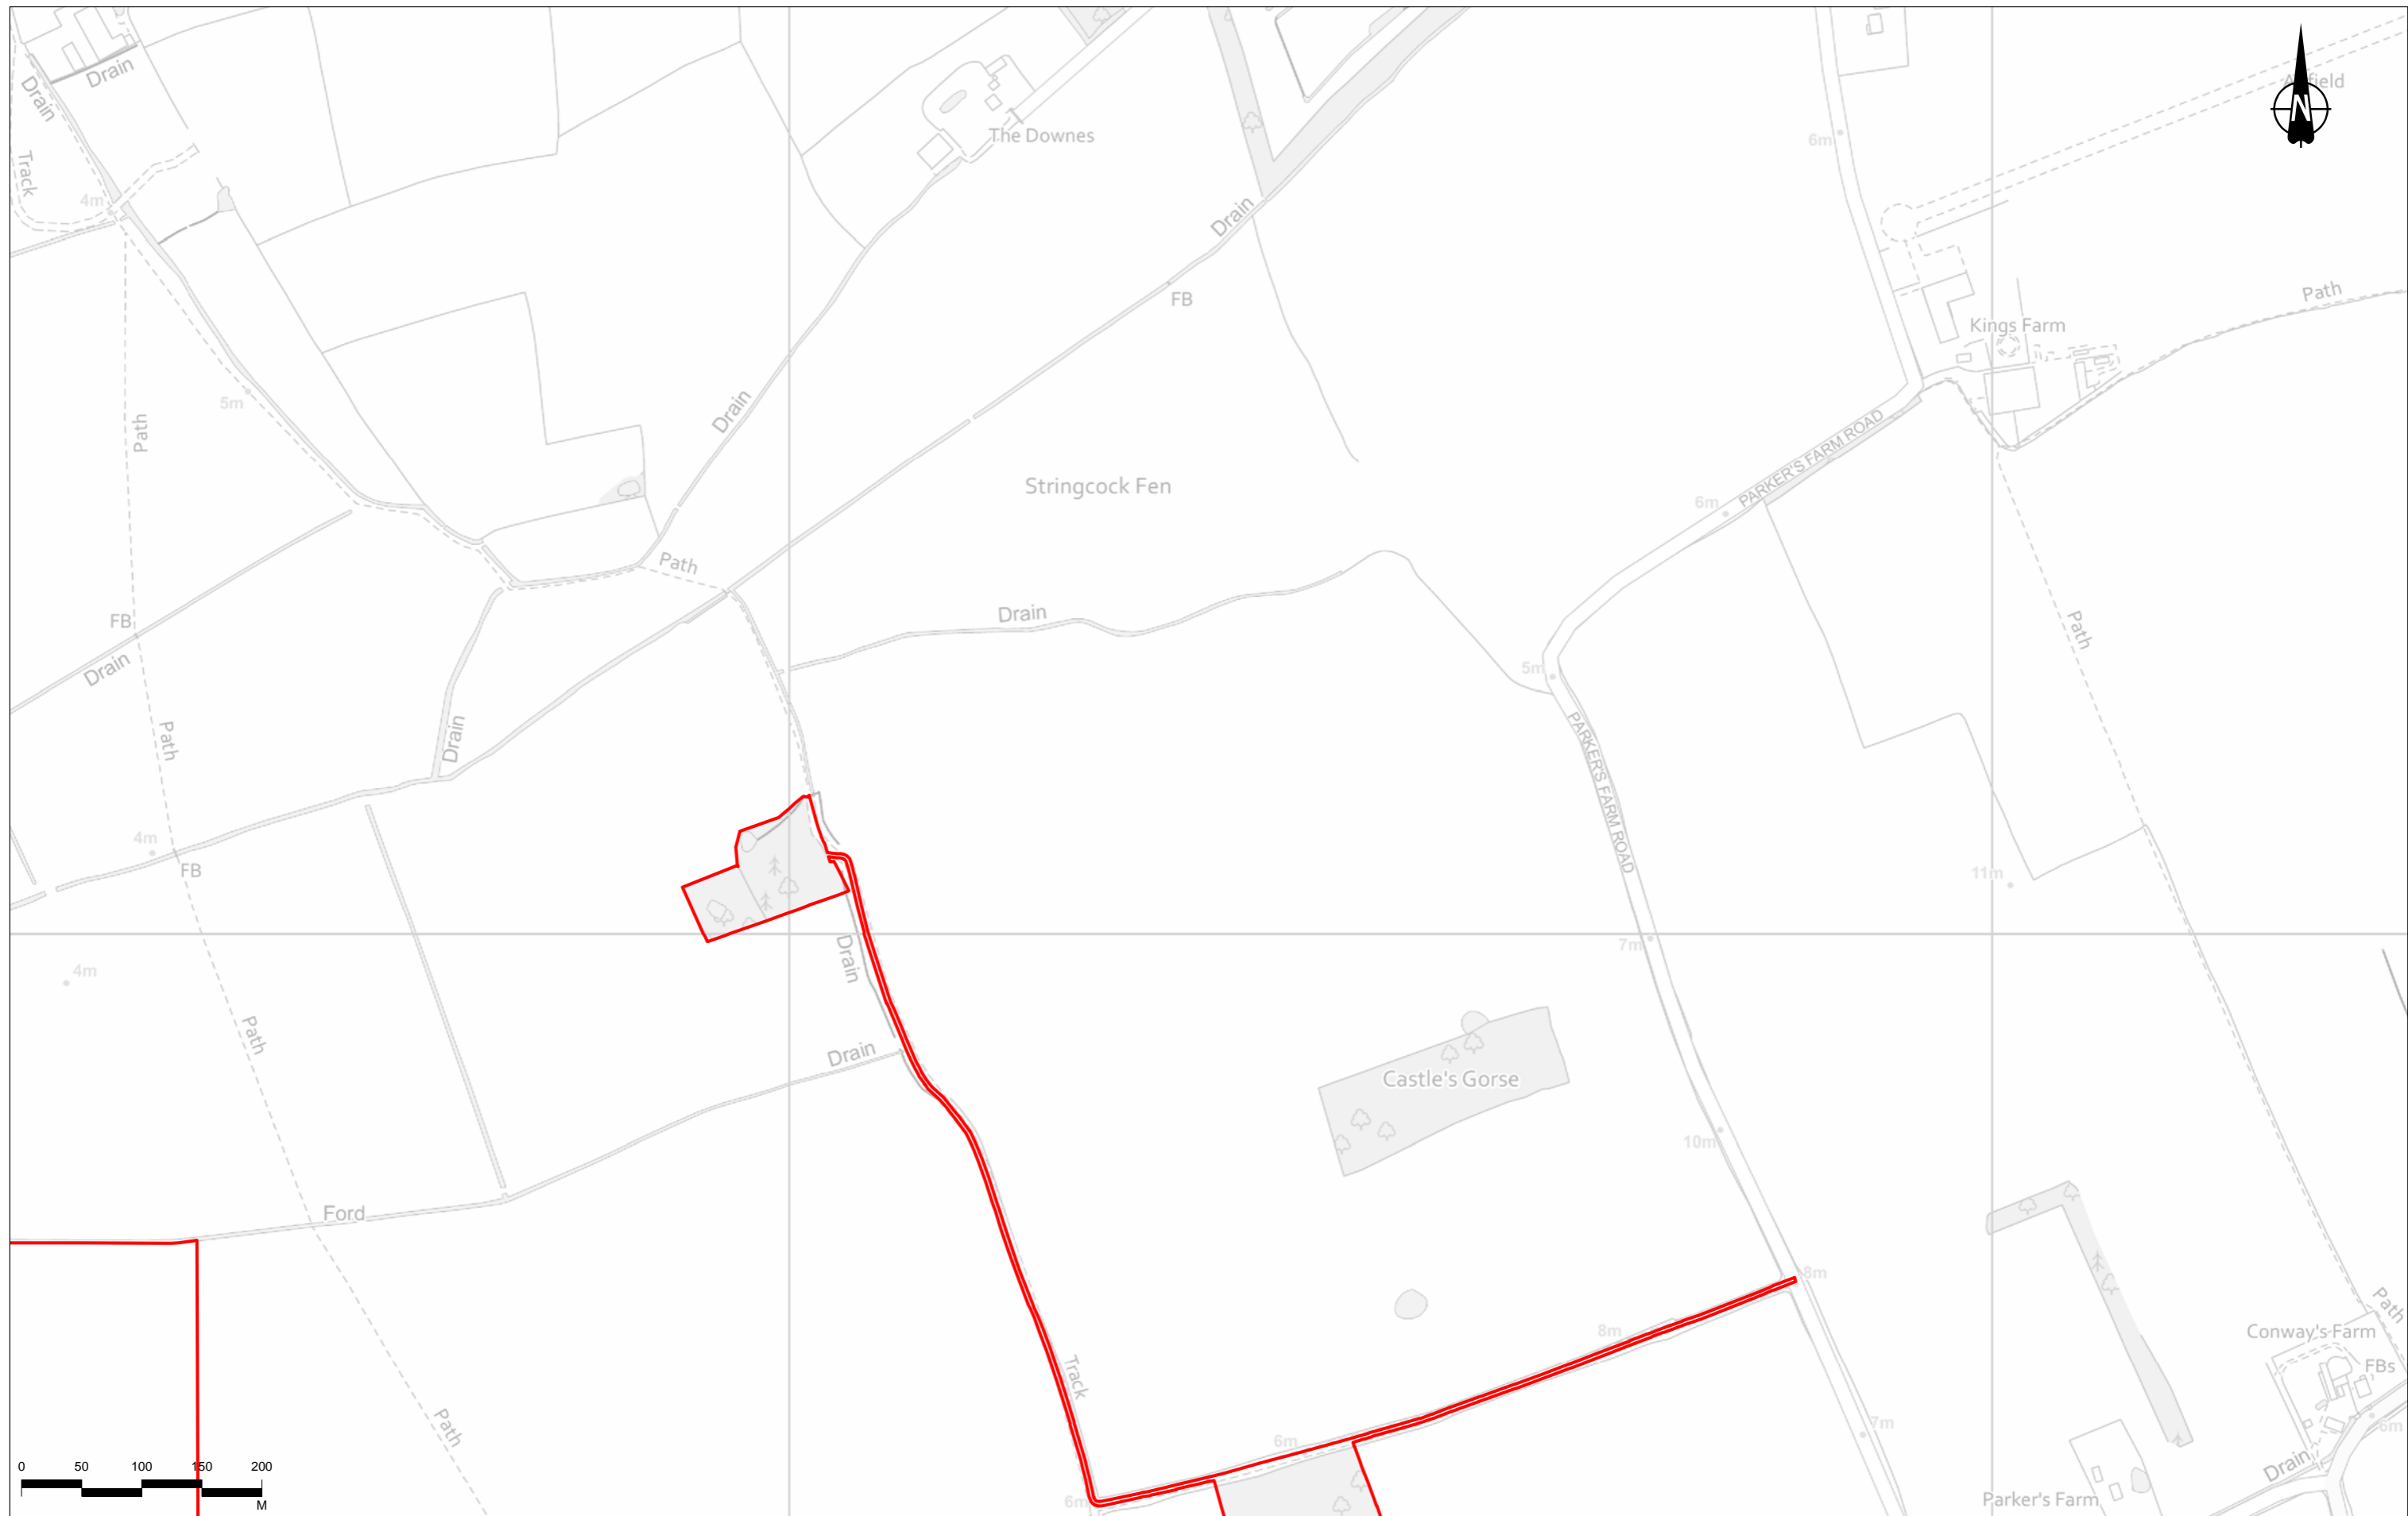 Drain
Drain
Track
4m
The Downes
Drain
6m
Airfield
N
FB
Path
Kings Farm
5m
Path
Drain
PARKER'S FARM ROAD
Stringcock Fen
6m
Path
FB
Drain
Path
Drain
5m
Path
Drain
PARKER'S FARM ROAD
4m
FB
11m
Drain
7m
4m
Path
Drain
Castle's Gorse
10m
Ford
8m
8m
Path
Conway's Farm
FBs
Track
Path
6m
7m
6m
Drain
0 50 100 150 200
M
6m
Parker's Farm